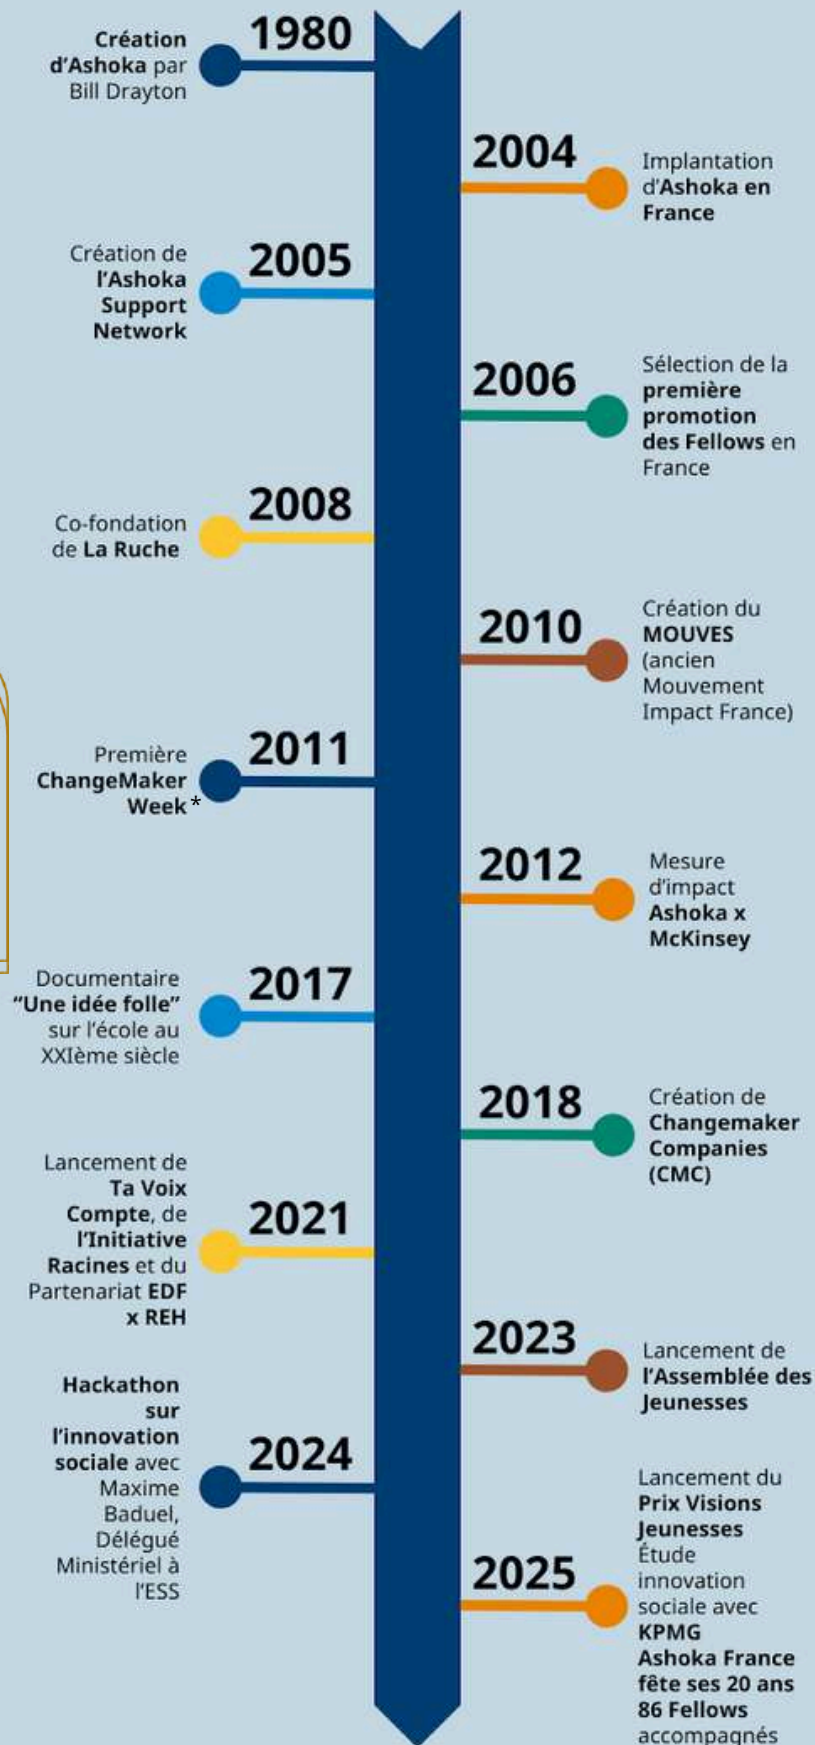 1980
Création
d'Ashoka par
Bill Drayton
2004
Implantation
d'Ashoka en
France
2005
Création de
l'Ashoka
Support
Network
2006
Sélection de la
première
promotion
des Fellows en
France
2008
Co-fondation
de La Ruche
2010
Création du
MOUVES
(ancien
Mouvement
Impact France)
2011
Première
ChangeMaker
Week*
2012
Mesure
d'impact
Ashoka x
McKinsey
2017
Documentaire
“Une idée folle”
sur l'école au
XXIème siècle
2018
Création de
Changemaker
Companies
(CMC)
2021
Lancement de
Ta Voix
Compte, de
l'Initiative
Racines et du
Partenariat EDF
x REH
2023
Lancement de
l'Assemblée des
Jeunesses
2024
Hackathon
sur
l'innovation
sociale avec
Maxime
Baduel,
Délégué
Ministériel à
l'ESS
2025
Lancement du
Prix Visions
Jeunesses
Étude
innovation
sociale avec
KPMG
Ashoka France
fête ses 20 ans
86 Fellows
accompagnés